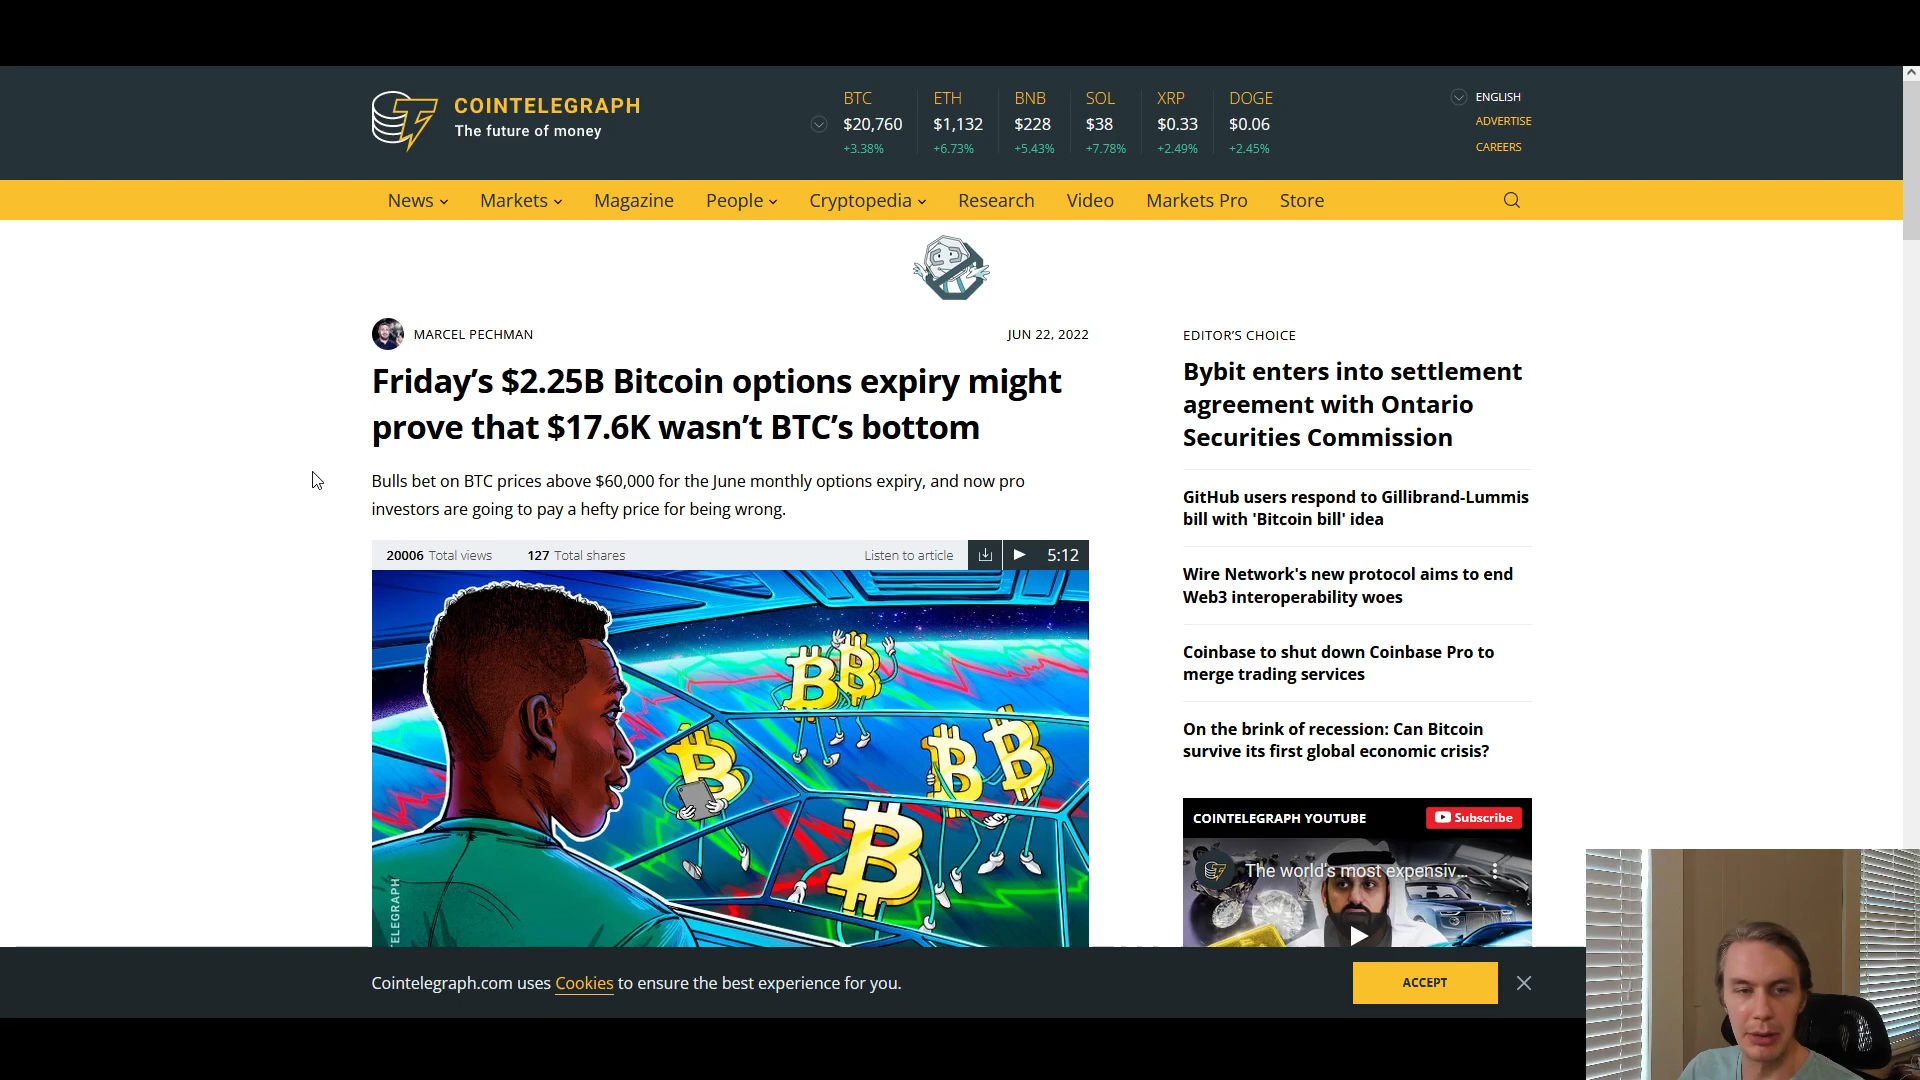 COINTELEGRAPH
The future of money
BTC ETH BNB SOL XRP DOGE
$20,760 $1,132 $228 $38 $0.33 $0.06
+3.38% +6.73% +5.43% +7.78% +2.49% +2.45%
ENGLISH
ADVERTISE
CAREERS
News Markets Magazine People Cryptopedia Research Video Markets Pro Store
MARCEL PECHMAN JUN 22, 2022
Friday’s $2.25B Bitcoin options expiry might
prove that $17.6K wasn’t BTC’s bottom
Bulls bet on BTC prices above $60,000 for the June monthly options expiry, and now pro
investors are going to pay a hefty price for being wrong.
20006 Total views 127 Total shares Listen to article 5:12
ELEGRAPH
EDITOR’S CHOICE
Bybit enters into settlement
agreement with Ontario
Securities Commission
GitHub users respond to Gillibrand-Lummis
bill with 'Bitcoin bill' idea
Wire Network's new protocol aims to end
Web3 interoperability woes
Coinbase to shut down Coinbase Pro to
merge trading services
On the brink of recession: Can Bitcoin
survive its first global economic crisis?
COINTELEGRAPH YOUTUBE Subscribe
The world's most expensiv...
Cointelegraph.com uses Cookies to ensure the best experience for you.
ACCEPT